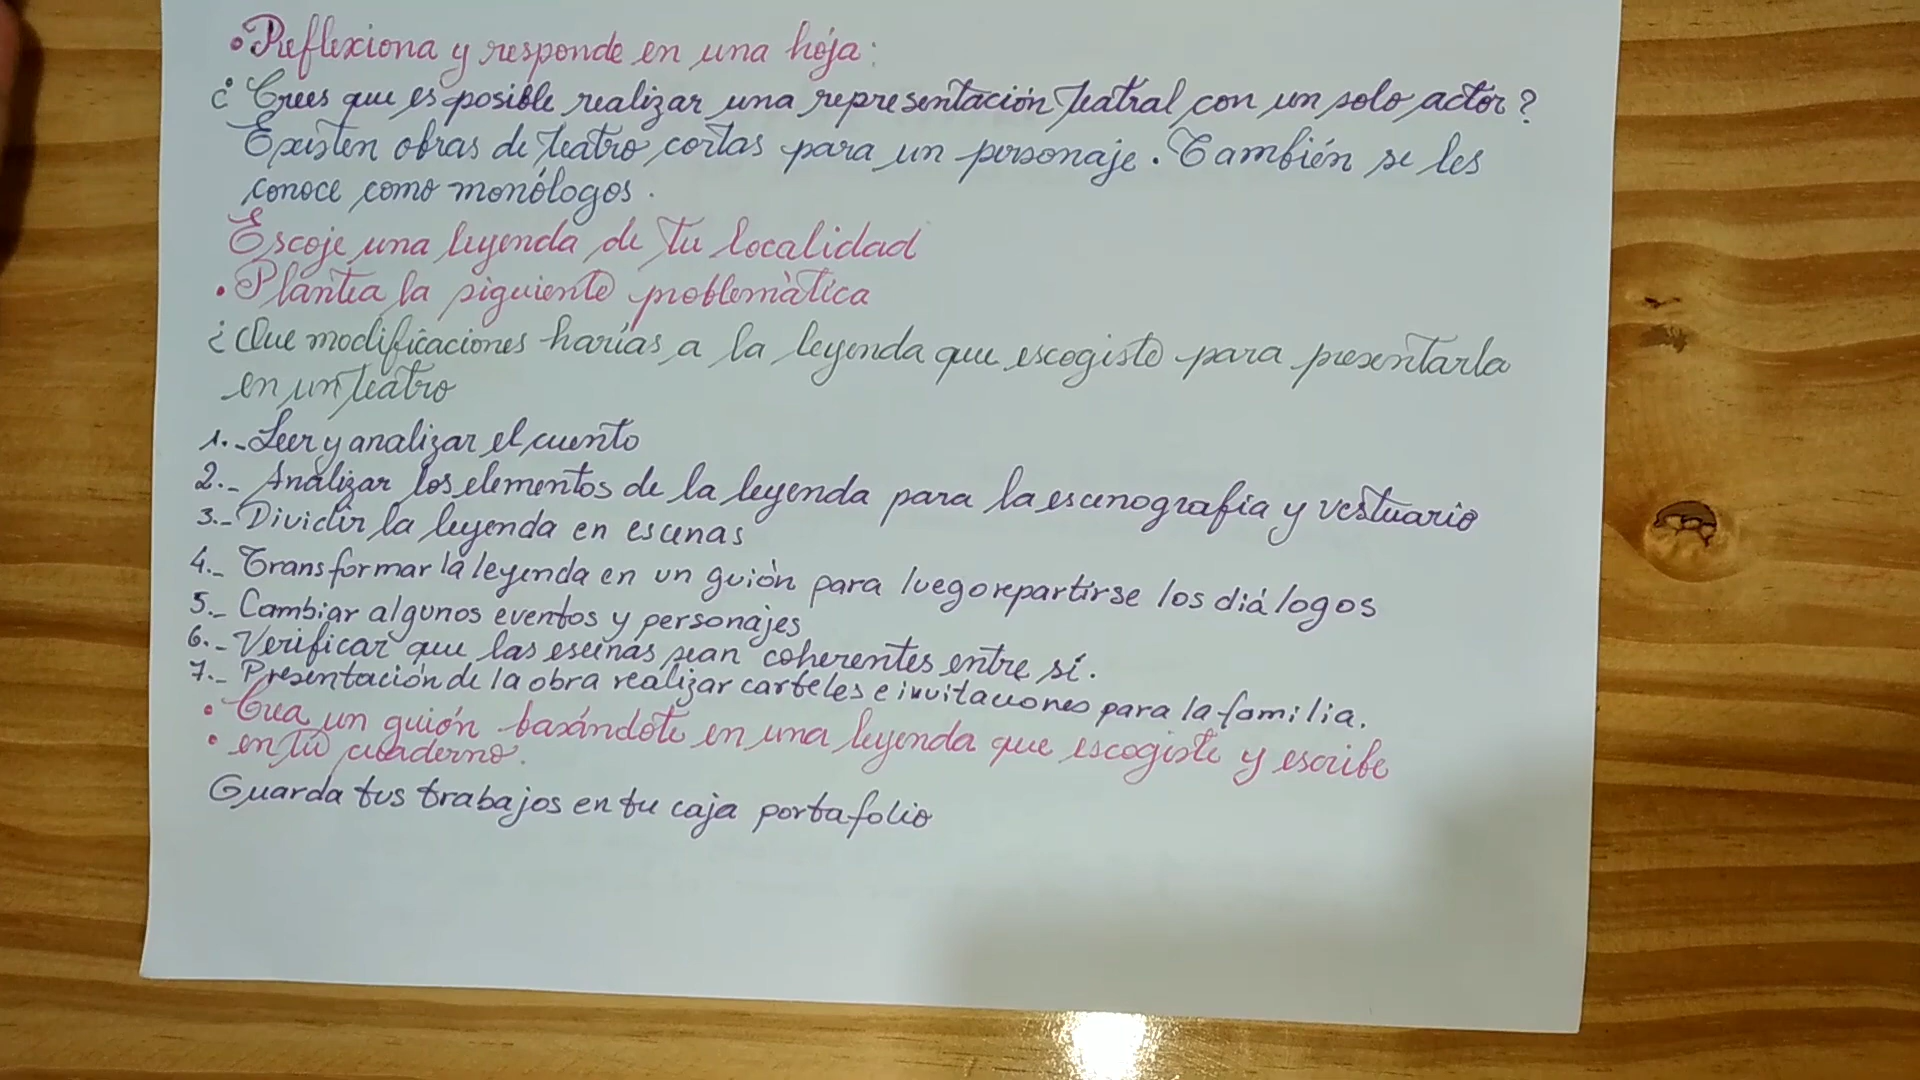 • Reflexiona y responde en una hója:
¿ Crees que es posible realizar una representación teatral con un solo actor?
Existen obras de teatro cortas para un personaje. También se les
conoce como monólogos.
Escoje una leyenda de tu localidad
• Plantea la siguiente problemàtica
¿Que modificaciones harías a la leyenda que escogiste para presentarla
en un teatro
1.- Leer y analizar el cuento
2.- Analizar los elementos de la leyenda para la escenografía y vestuario
3.- Dividir la leyenda en escenas
4.- Transformar la leyenda en un guiòn para luego repartirse los diálogos
5.- Cambiar algunos eventos y personajes
6.- Verificar que las esceinas sean coherentes entre sí.
7.- Presentación de la obra realizar carteles e invitaciones para la familia.
• Crea un guión basándote en una leyenda que escogiste y escribe
• en tu cuaderno.
Guarda tus trabajos en tu caja portafolio